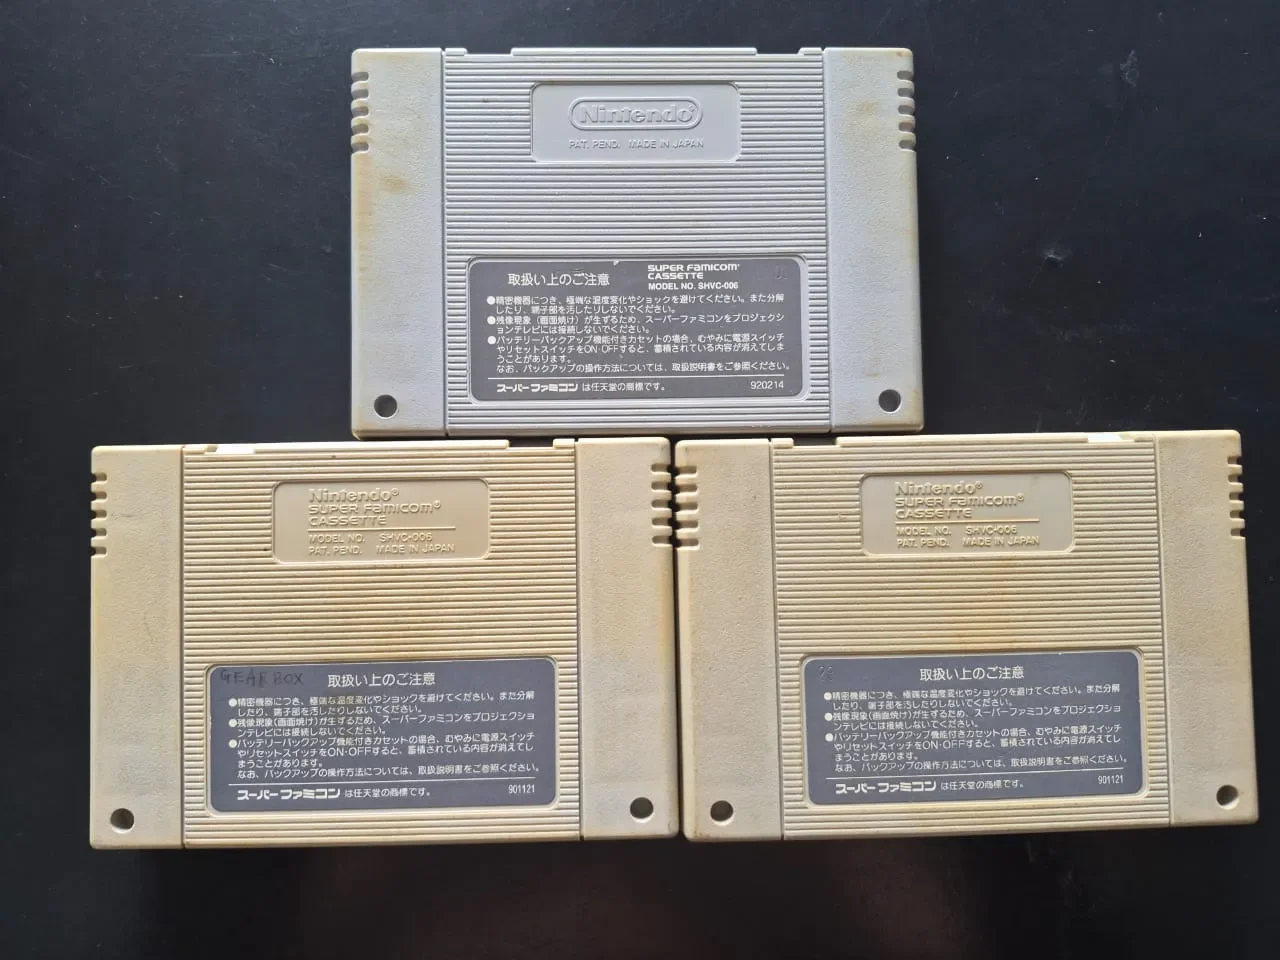 Nintendo®
PAT. PEND. MADE IN JAPAN
取扱い上のご注意
SUPER FAMICOM®
CASSETTE
MODEL NO. SHVC-006
●精密機器につき、極端な温度変化やショックを避けてください。また分解
したり、端子部を汚したりしないでください。
●残像現象(画面焼け)が生ずるため、スーパーファミコンをプロジェクシ
ョンテレビには接続しないでください。
●バッテリーバックアップ機能付きカセットの場合、むやみに電源スイッチ
やリセットスイッチをON・OFFすると、蓄積されている内容が消えてしま
うことがあります。
なお、バックアップの操作方法については、取扱説明書をご参照ください。
スーパーファミコン は任天堂の商標です。 920214
Nintendo®
SUPER FAMICOM®
CASSETTE
MODEL NO. SHVC-006
PAT. PEND. MADE IN JAPAN
GEAR BOX
取扱い上のご注意
●精密機器につき、極端な温度変化やショックを避けてください。また分解
したり、端子部を汚したりしないでください。
●残像現象(画面焼け)が生ずるため、スーパーファミコンをプロジェクショ
ンテレビには接続しないでください。
●バッテリーバックアップ機能付きカセットの場合、むやみに電源スイッチ
やリセットスイッチをON・OFFすると、蓄積されている内容が消えてし
まうことがあります。
なお、バックアップの操作方法については、取扱説明書をご参照ください。
スーパーファミコン は任天堂の商標です。 901121
Nintendo®
SUPER FAMICOM®
CASSETTE
MODEL NO. SHVC-006
PAT. PEND. MADE IN JAPAN
取扱い上のご注意
●精密機器につき、極端な温度変化やショックを避けてください。また分解
したり、端子部を汚したりしないでください。
●残像現象(画面焼け)が生ずるため、スーパーファミコンをプロジェクショ
ンテレビには接続しないでください。
●バッテリーバックアップ機能付きカセットの場合、むやみに電源スイッチ
やリセットスイッチをON・OFFすると、蓄積されている内容が消えてし
まうことがあります。
なお、バックアップの操作方法については、取扱説明書をご参照ください。
スーパーファミコン は任天堂の商標です。 901121